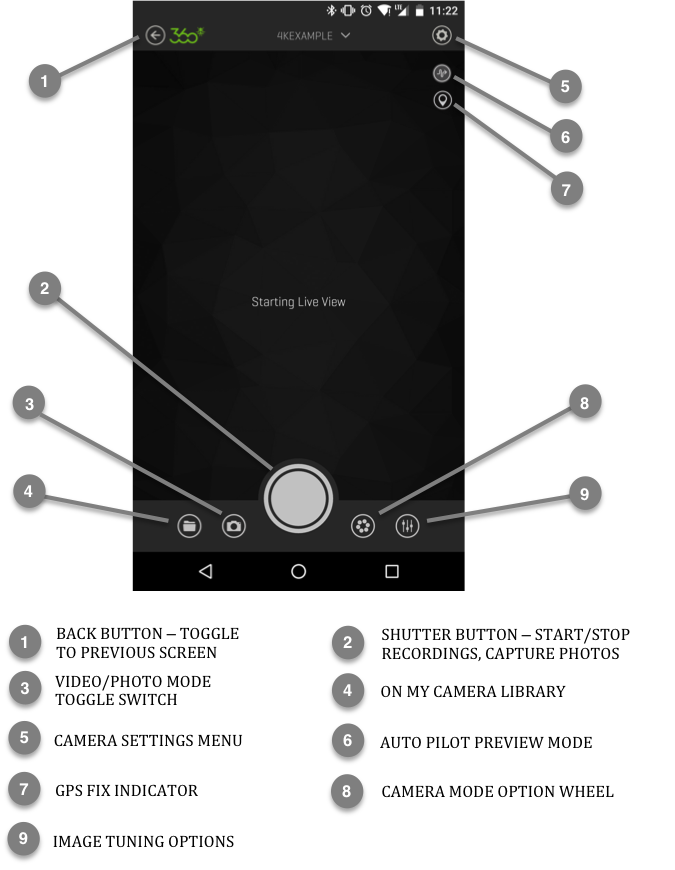 LTE 11:22
360
4KEXAMPLE
1
5
6
7
2
Starting Live View
3
8
4
9
1 BACK BUTTON – TOGGLE
TO PREVIOUS SCREEN
2 SHUTTER BUTTON – START/STOP
RECORDINGS, CAPTURE PHOTOS
3 VIDEO/PHOTO MODE
TOGGLE SWITCH
4 ON MY CAMERA LIBRARY
5 CAMERA SETTINGS MENU
6 AUTO PILOT PREVIEW MODE
7 GPS FIX INDICATOR
8 CAMERA MODE OPTION WHEEL
9 IMAGE TUNING OPTIONS